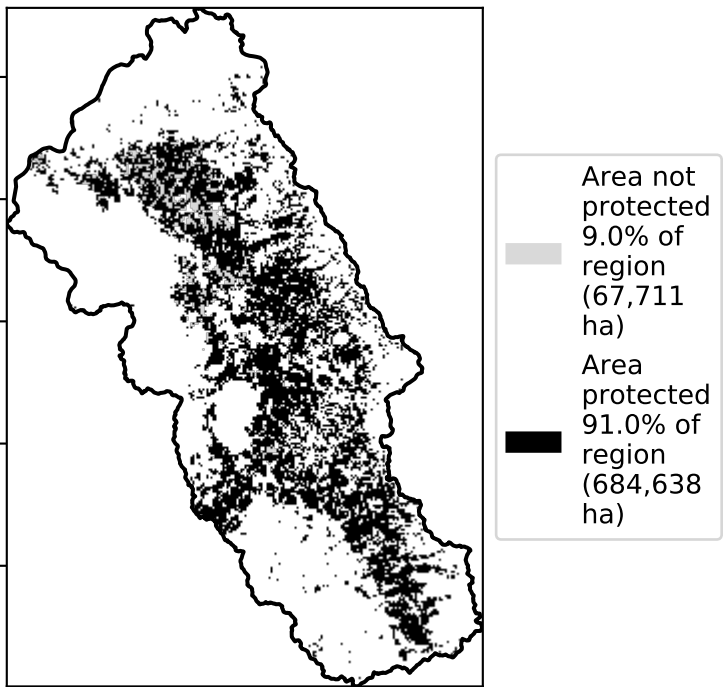 Area not
protected
9.0% of
region
(67,711
ha)
Area
protected
91.0% of
region
(684,638
ha)